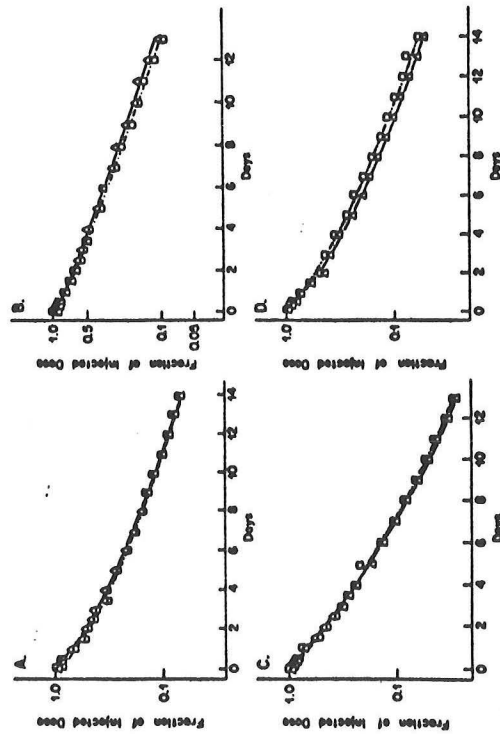 A.
Fraction of Injected Dose
1.0
0.1
0 2 4 6 8 10 12 14
Days
B.
Fraction of Injected Dose
1.0
0.5
0.1
0.05
0 2 4 6 8 10 12
Days
C.
Fraction of Injected Dose
1.0
0.1
0 2 4 6 8 10 12
Days
D.
Fraction of Injected Dose
1.0
0.1
0 2 4 6 8 10 12 14
Days